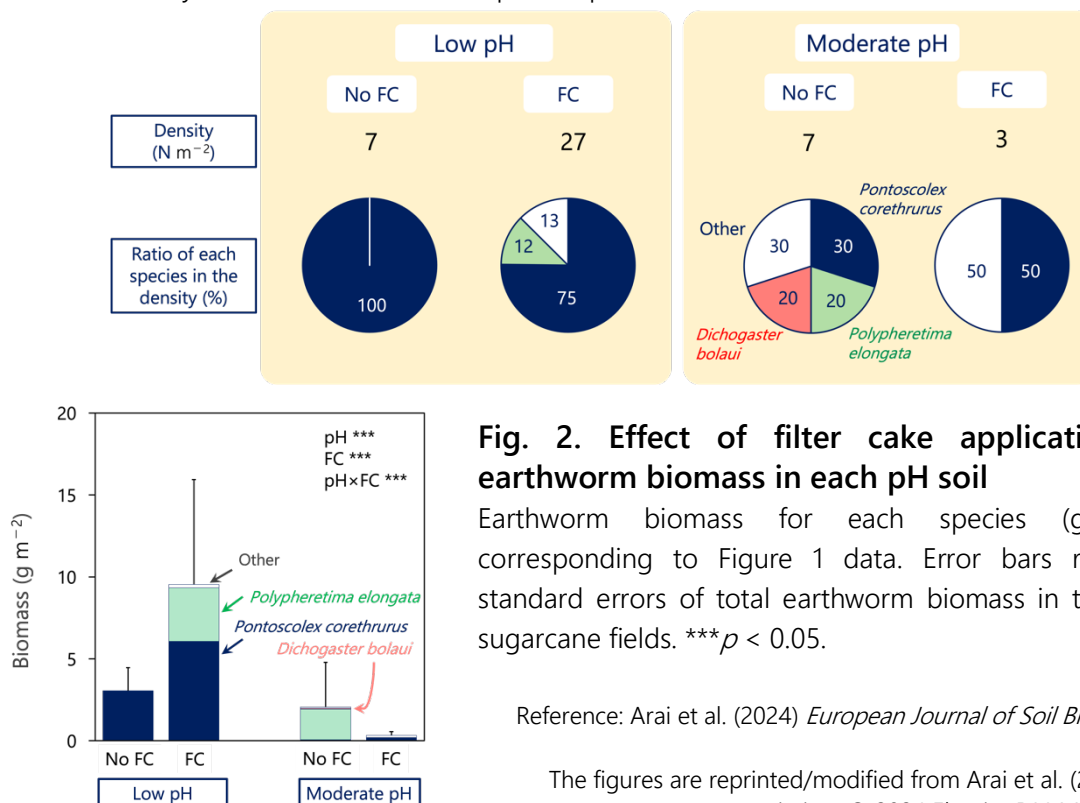 Low pH
Moderate pH
No FC
FC
No FC
FC
Density
(N m⁻²)
7
27
7
3
Ratio of each
species in the
density (%)
100
13
12
75
Pontoscolex
corethrurus
Other
30
30
20
20
Dichogaster
bolaui
Polypheretima
elongata
50
50
20
15
10
5
0
Biomass (g m⁻²)
pH ***
FC ***
pH×FC ***
Other
Polypheretima elongata
Pontoscolex corethrurus
Dichogaster bolaui
No FC
FC
No FC
FC
Low pH
Moderate pH
Fig. 2. Effect of filter cake applicati
earthworm biomass in each pH soil
Earthworm biomass for each species (g
corresponding to Figure 1 data. Error bars
standard errors of total earthworm biomass in
sugarcane fields. ***p < 0.05.
Reference: Arai et al. (2024) European Journal of Soil
The figures are reprinted/modified from Arai et al. (2